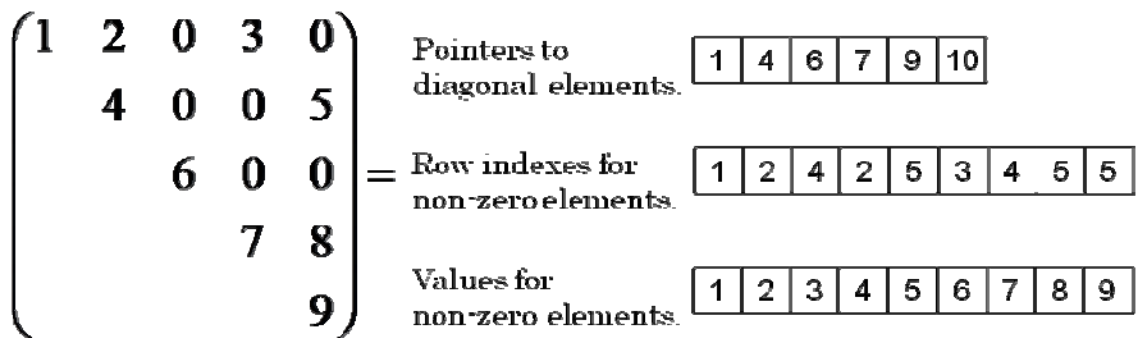 1 2 0 3 0
4 0 0 5
6 0 0
7 8
9
=
Pointers to
diagonal elements.
1 4 6 7 9 10
Row indexes for
non-zero elements.
1 2 4 2 5 3 4 5 5
Values for
non-zero elements.
1 2 3 4 5 6 7 8 9